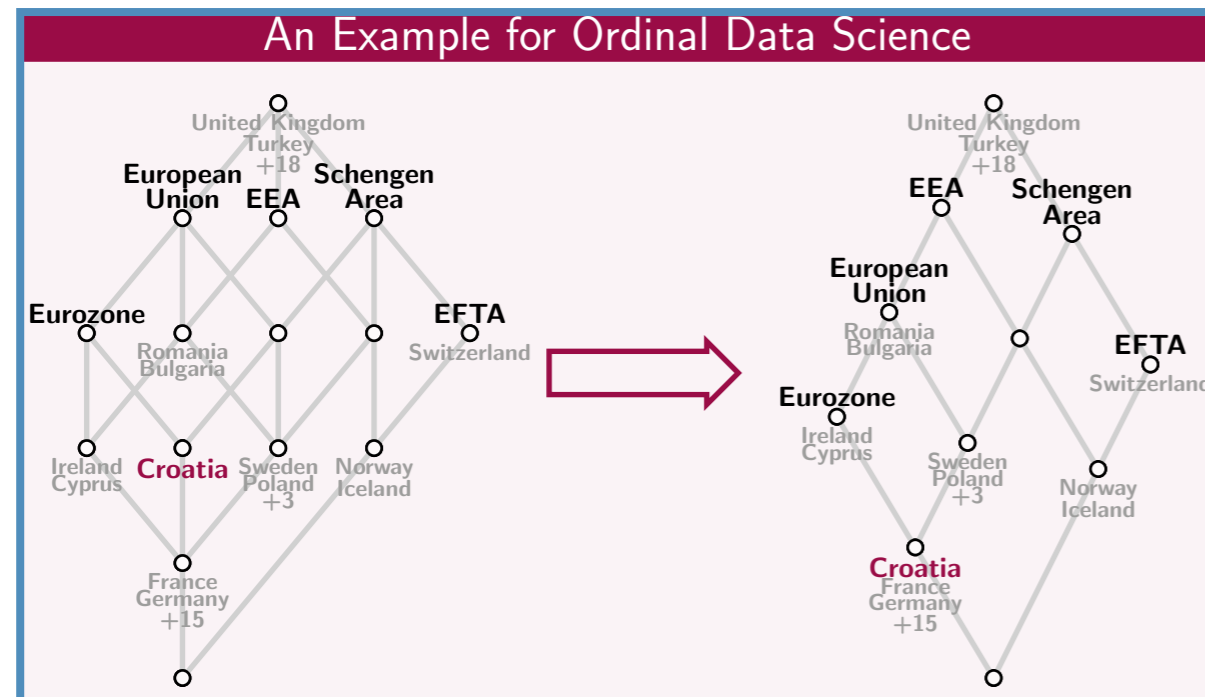 An Example for Ordinal Data Science
United Kingdom
Turkey
+18
European
Union
EEA
Schengen
Area
Eurozone
Romania
Bulgaria
EFTA
Switzerland
Ireland
Cyprus
Croatia
Sweden
Poland
+3
Norway
Iceland
France
Germany
+15
United Kingdom
Turkey
+18
EEA
Schengen
Area
European
Union
Romania
Bulgaria
EFTA
Switzerland
Eurozone
Ireland
Cyprus
Sweden
Poland
+3
Norway
Iceland
Croatia
France
Germany
+15